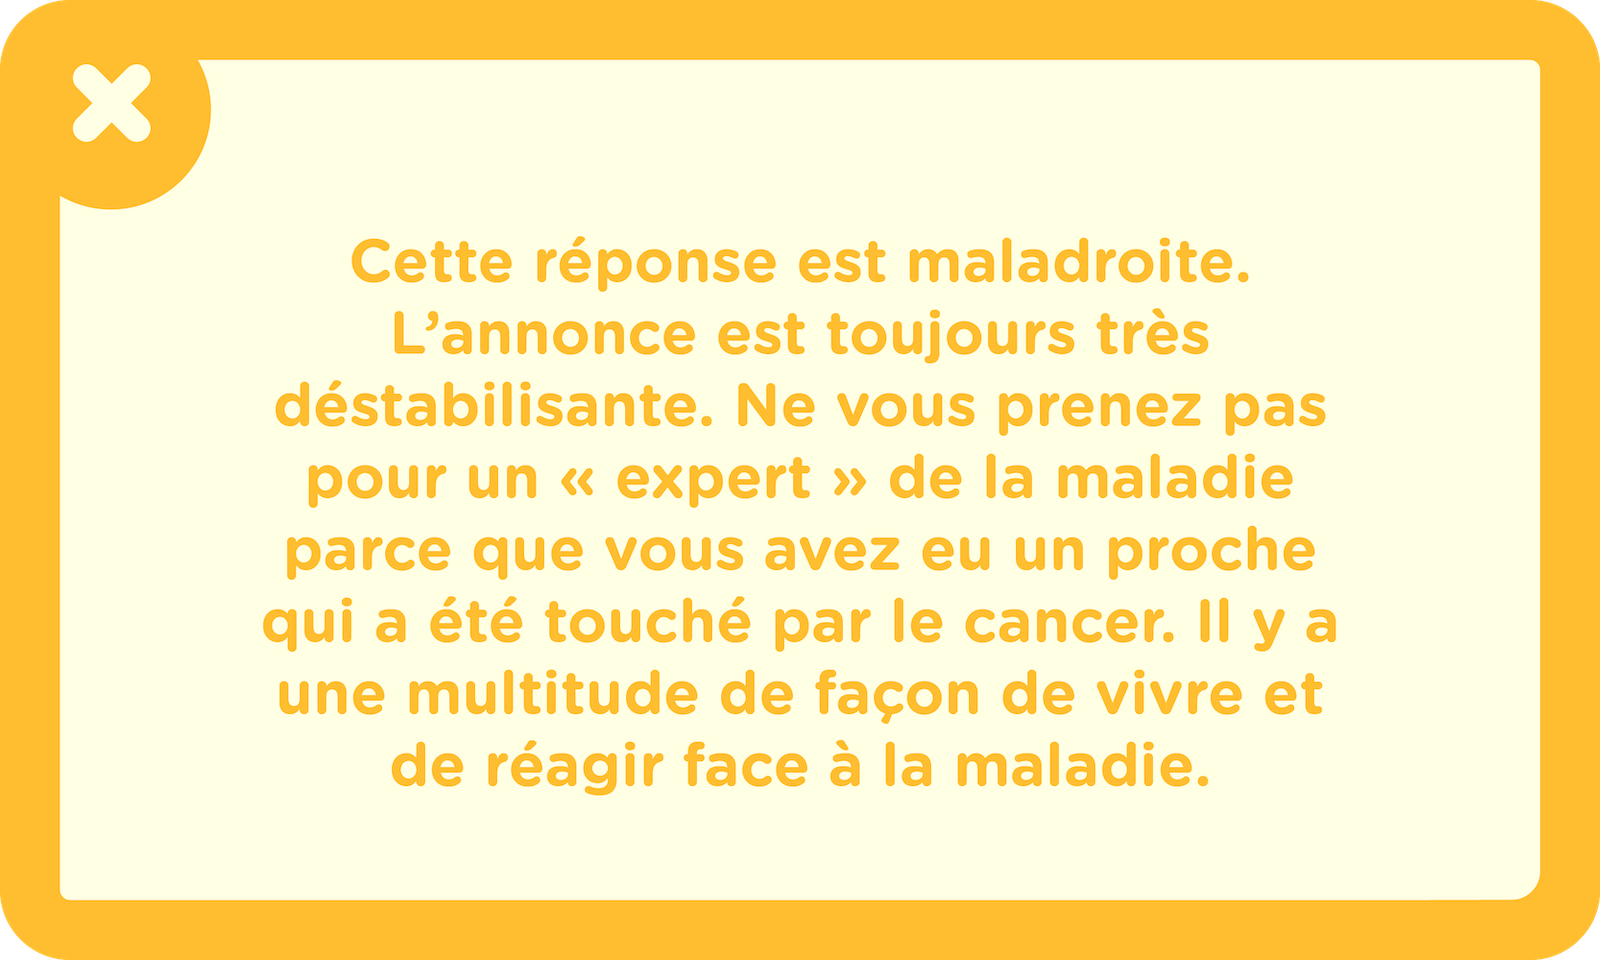 Cette réponse est maladroite.
L’annonce est toujours très
déstabilisante. Ne vous prenez pas
pour un « expert » de la maladie
parce que vous avez eu un proche
qui a été touché par le cancer. Il y a
une multitude de façon de vivre et
de réagir face à la maladie.